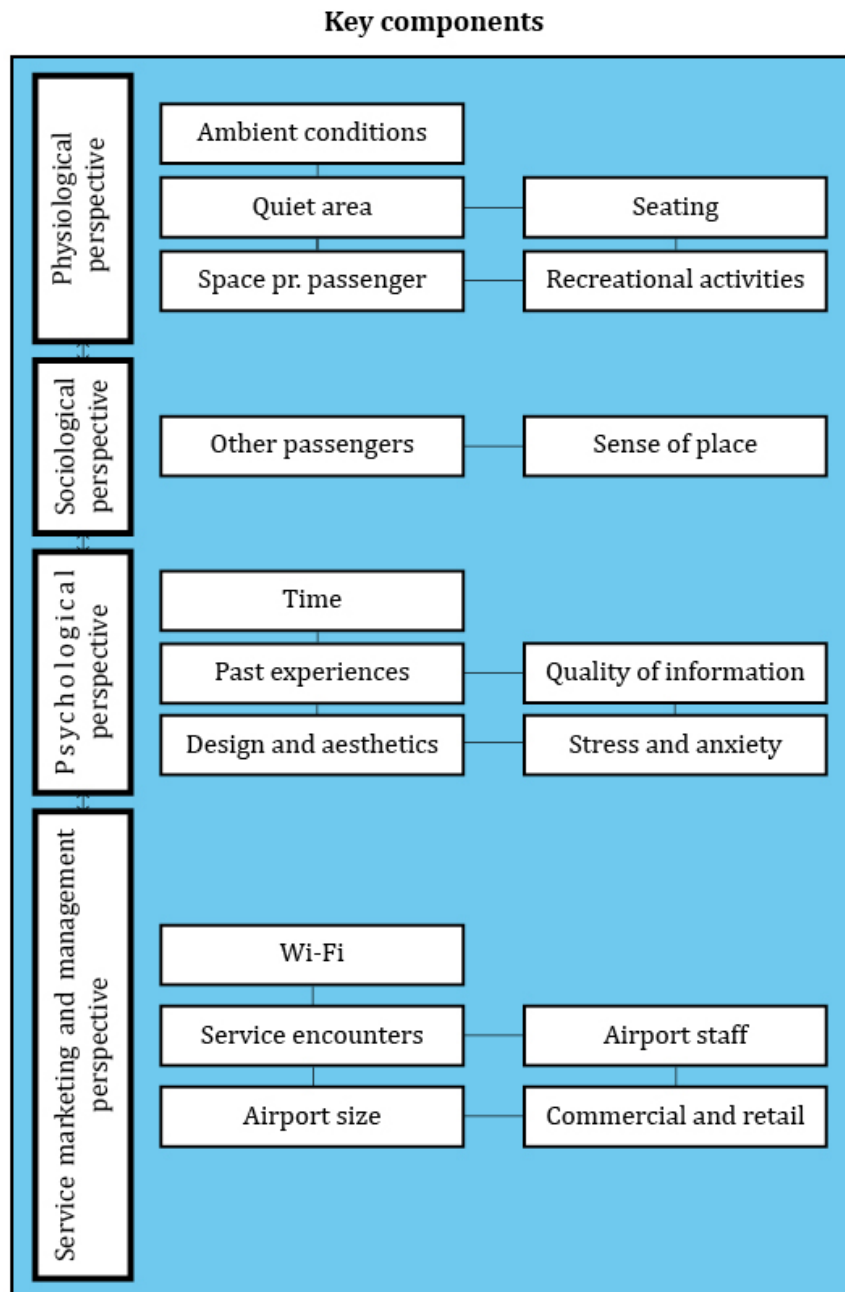 Key components
Physiological
perspective
Ambient conditions
Quiet area
Seating
Space pr. passenger
Recreational activities
Sociological
perspective
Other passengers
Sense of place
Psychological
perspective
Time
Past experiences
Quality of information
Design and aesthetics
Stress and anxiety
Service marketing and management
perspective
Wi-Fi
Service encounters
Airport staff
Airport size
Commercial and retail